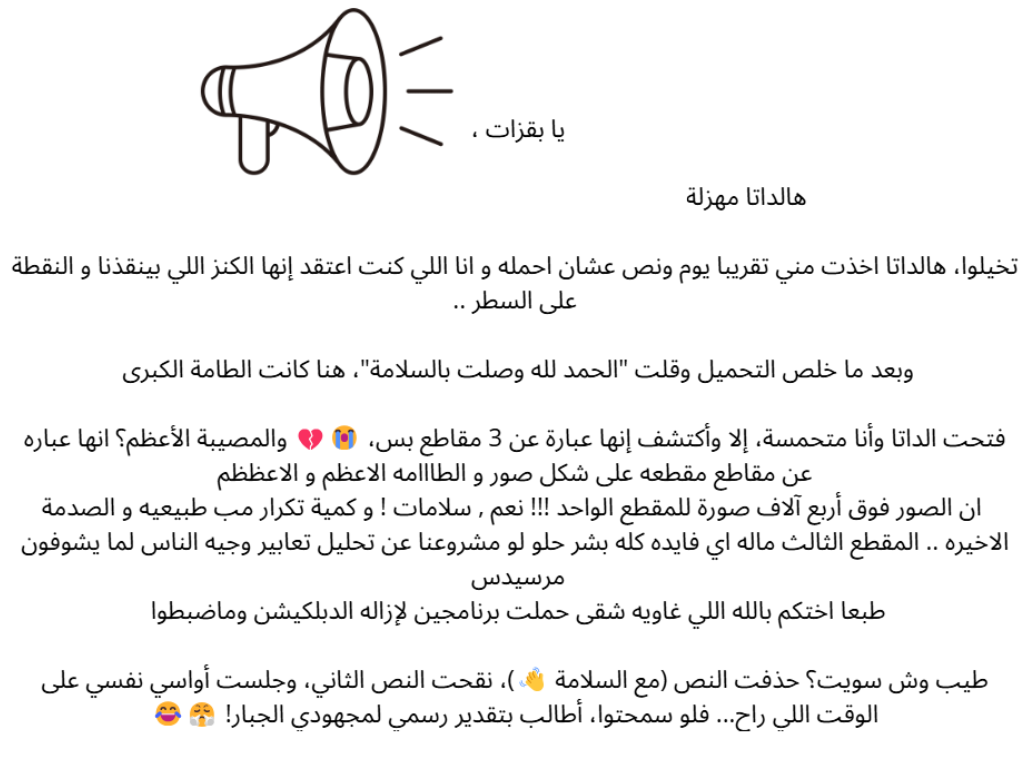 يا بقزات ،
هالداتا مهزلة
تخيلوا، هالداتا اخذت مني تقريبا يوم ونص عشان احمله و انا اللي كنت اعتقد إنها الكنز اللي بينقذنا و النقطة
على السطر ..
وبعد ما خلص التحميل وقلت "الحمد لله وصلت بالسلامة"، هنا كانت الطامة الكبرى
فتحت الداتا وأنا متحمسة، إلا وأكتشف إنها عبارة عن 3 مقاطع بس، 😭 💔 والمصيبة الأعظم؟ انها عباره
عن مقاطع مقطعه على شكل صور و الطااامه الاعظم و الاعظظم
ان الصور فوق أربع آلاف صورة للمقطع الواحد !!! نعم , سلامات ! و كمية تكرار مب طبيعيه و الصدمة
الاخيره .. المقطع الثالث ماله اي فايده كله بشر حلو لو مشروعنا عن تحليل تعابير وجيه الناس لما يشوفون
مرسيدس
طبعا اختكم بالله اللي غاويه شقى حملت برنامجين لإزاله الدبلكيشن وماضبطوا
طيب وش سويت؟ حذفت النص (مع السلامة 👋)، نقحت النص الثاني، وجلست أواسي نفسي على
الوقت اللي راح... فلو سمحتوا، أطالب بتقدير رسمي لمجهودي الجبار! 😤 😂